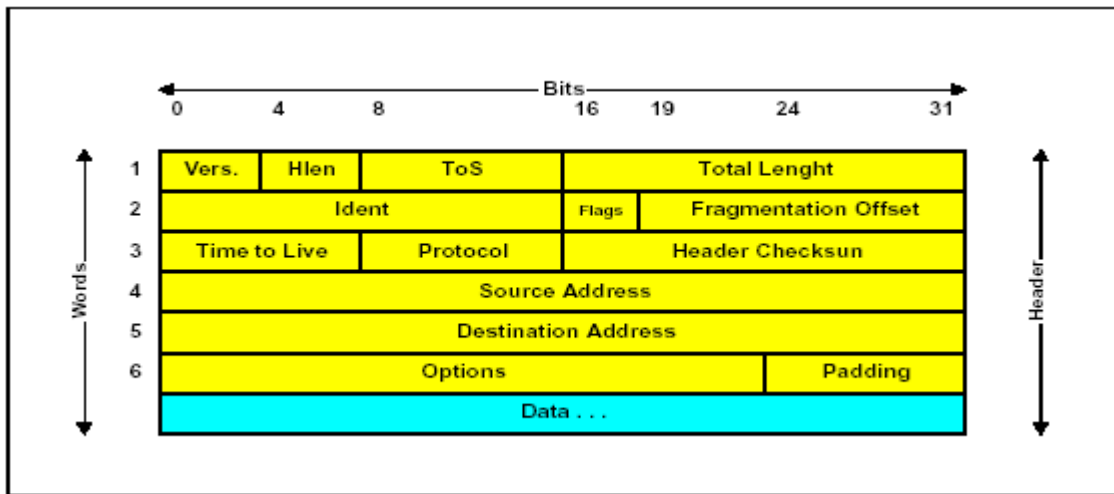 Bits
0 4 8 16 19 24 31
1 Vers. Hlen ToS Total Lenght
2 Ident Flags Fragmentation Offset
3 Time to Live Protocol Header Checksun
4 Source Address
5 Destination Address
6 Options Padding
Data . . .
Words
Header